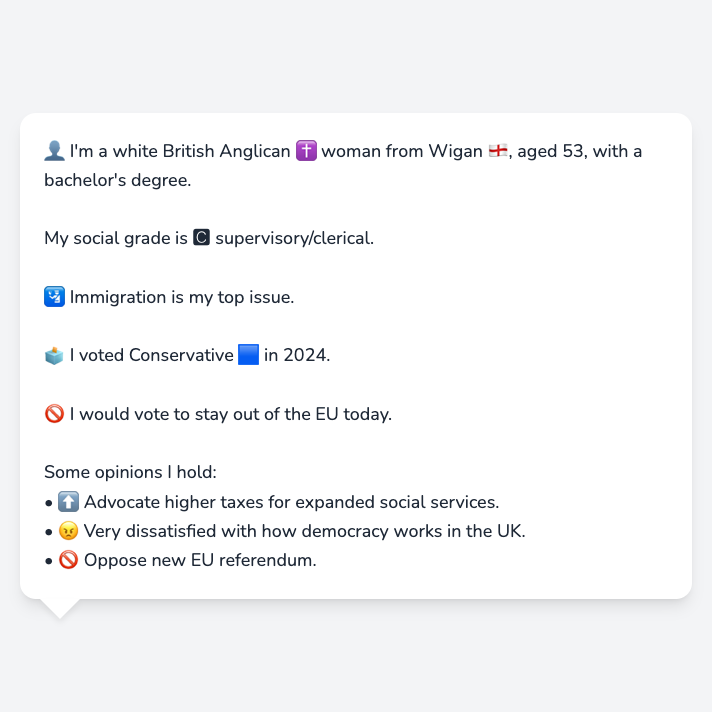 👤 I'm a white British Anglican ✝️ woman from Wigan 🏴󠁧󠁢󠁥󠁮󠁧󠁿, aged 53, with a
bachelor's degree.
My social grade is 🅲 supervisory/clerical.
🛂 Immigration is my top issue.
🗳️ I voted Conservative 🟦 in 2024.
🚫 I would vote to stay out of the EU today.
Some opinions I hold:
• ⬆️ Advocate higher taxes for expanded social services.
• 😠 Very dissatisfied with how democracy works in the UK.
• 🚫 Oppose new EU referendum.